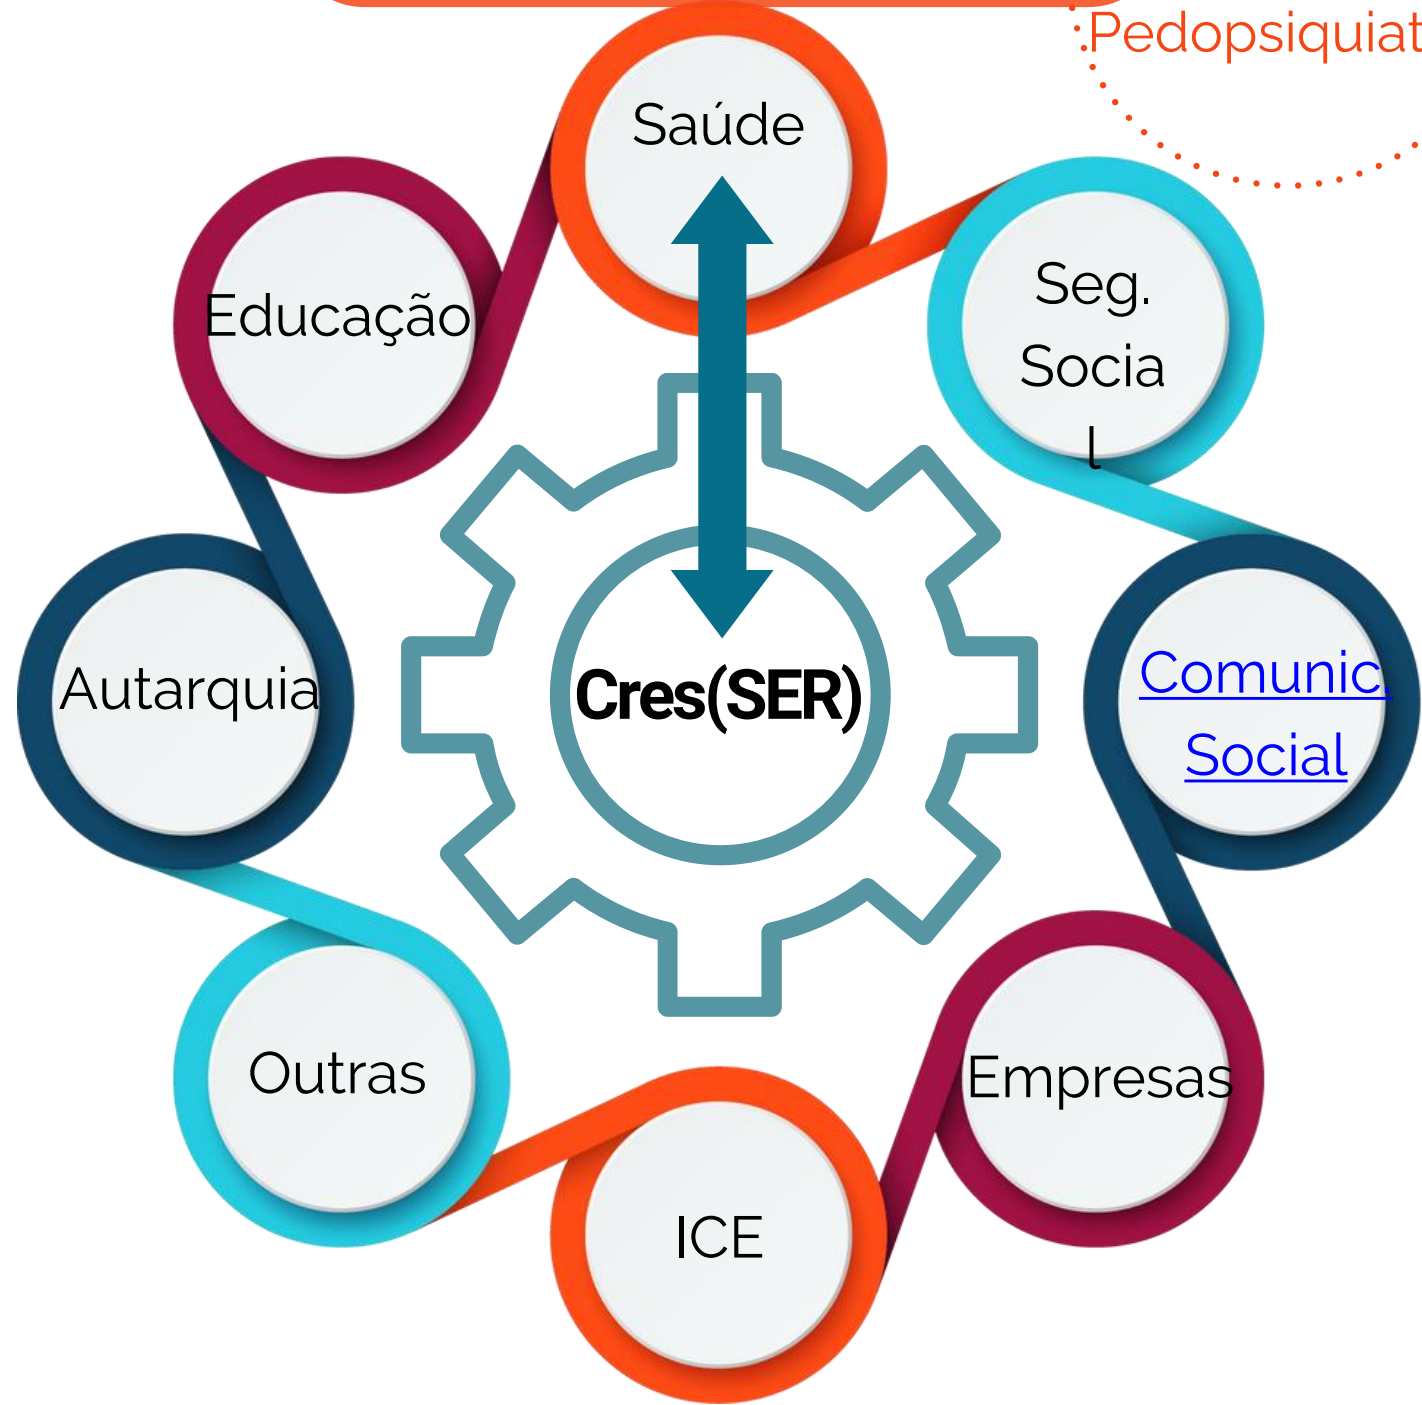 Pedopsiquiat
Saúde
Seg.
Socia
l
Educação
Cres(SER)
Autarquia
Comunic.
Social
Outras
Empresas
ICE